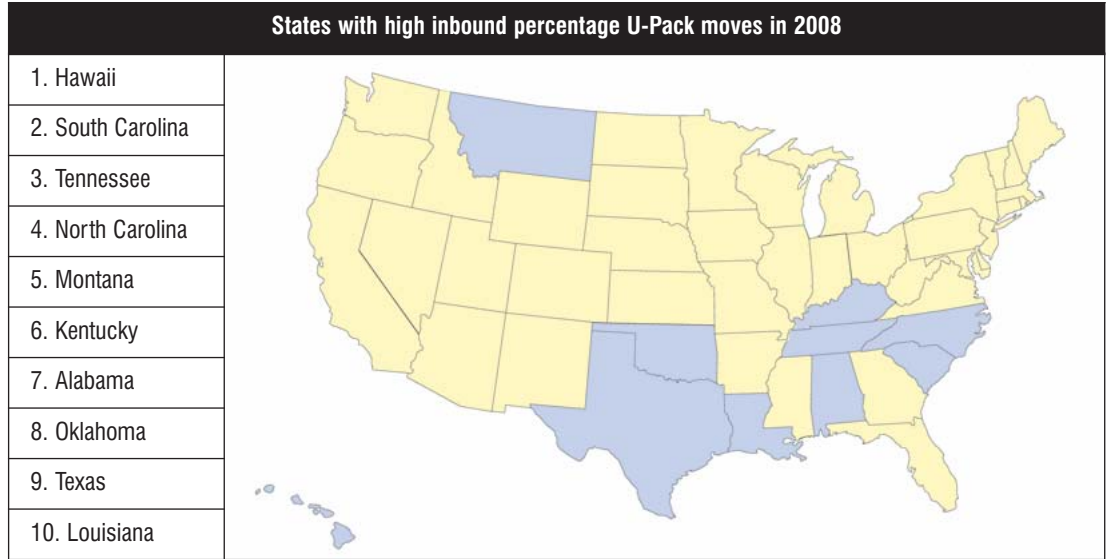 States with high inbound percentage U-Pack moves in 2008
1. Hawaii
2. South Carolina
3. Tennessee
4. North Carolina
5. Montana
6. Kentucky
7. Alabama
8. Oklahoma
9. Texas
10. Louisiana